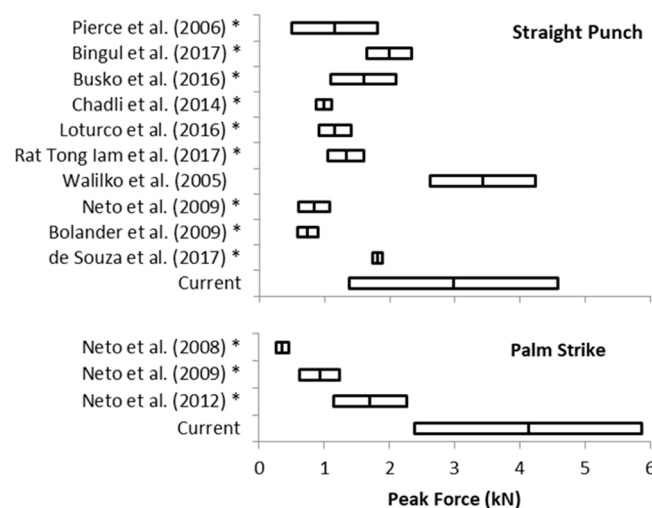 Straight Punch
Pierce et al. (2006) *
Bingul et al. (2017) *
Busko et al. (2016) *
Chadli et al. (2014) *
Loturco et al. (2016) *
Rat Tong Iam et al. (2017) *
Walilko et al. (2005)
Neto et al. (2009) *
Bolander et al. (2009) *
de Souza et al. (2017) *
Current
Palm Strike
Neto et al. (2008) *
Neto et al. (2009) *
Neto et al. (2012) *
Current
0 1 2 3 4 5 6
Peak Force (kN)